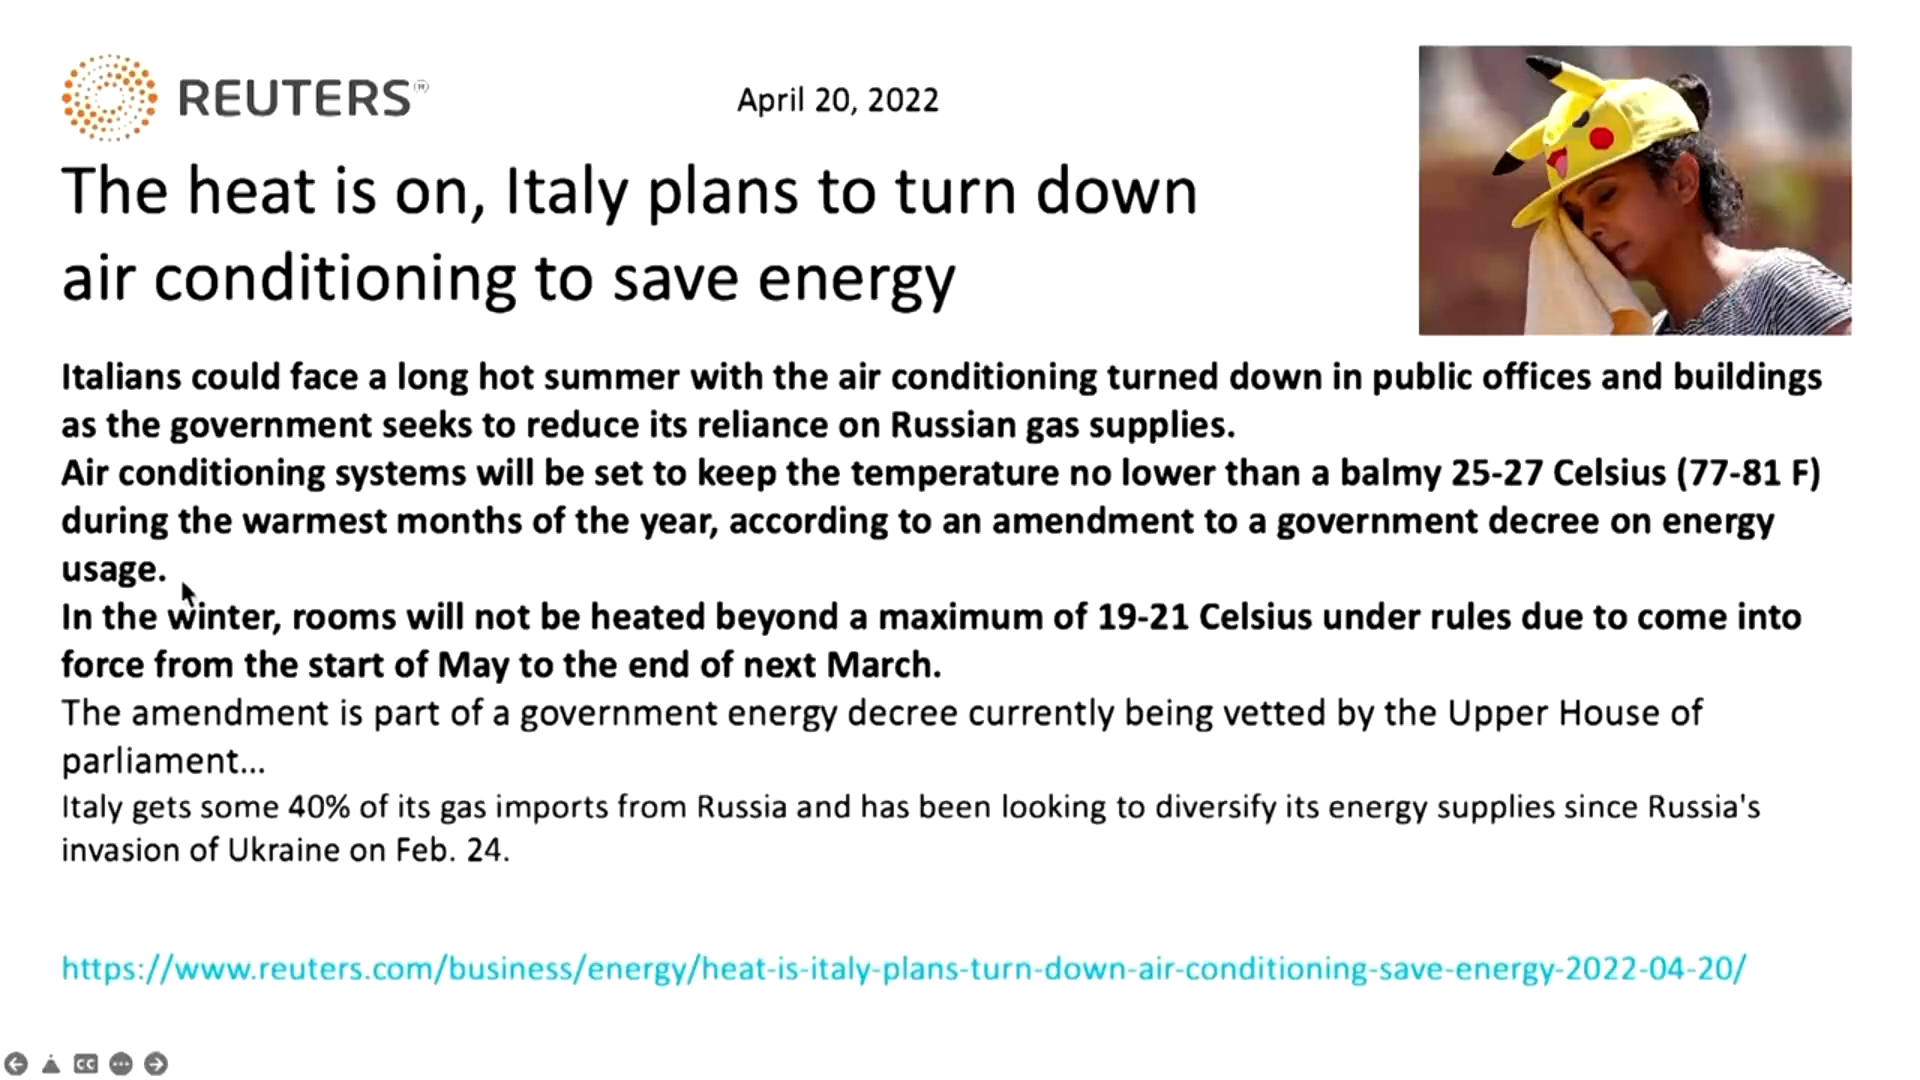 REUTERS®
April 20, 2022
The heat is on, Italy plans to turn down
air conditioning to save energy
Italians could face a long hot summer with the air conditioning turned down in public offices and buildings
as the government seeks to reduce its reliance on Russian gas supplies.
Air conditioning systems will be set to keep the temperature no lower than a balmy 25-27 Celsius (77-81 F)
during the warmest months of the year, according to an amendment to a government decree on energy
usage.
In the winter, rooms will not be heated beyond a maximum of 19-21 Celsius under rules due to come into
force from the start of May to the end of next March.
The amendment is part of a government energy decree currently being vetted by the Upper House of
parliament...
Italy gets some 40% of its gas imports from Russia and has been looking to diversify its energy supplies since Russia's
invasion of Ukraine on Feb. 24.
https://www.reuters.com/business/energy/heat-is-italy-plans-turn-down-air-conditioning-save-energy-2022-04-20/
CC